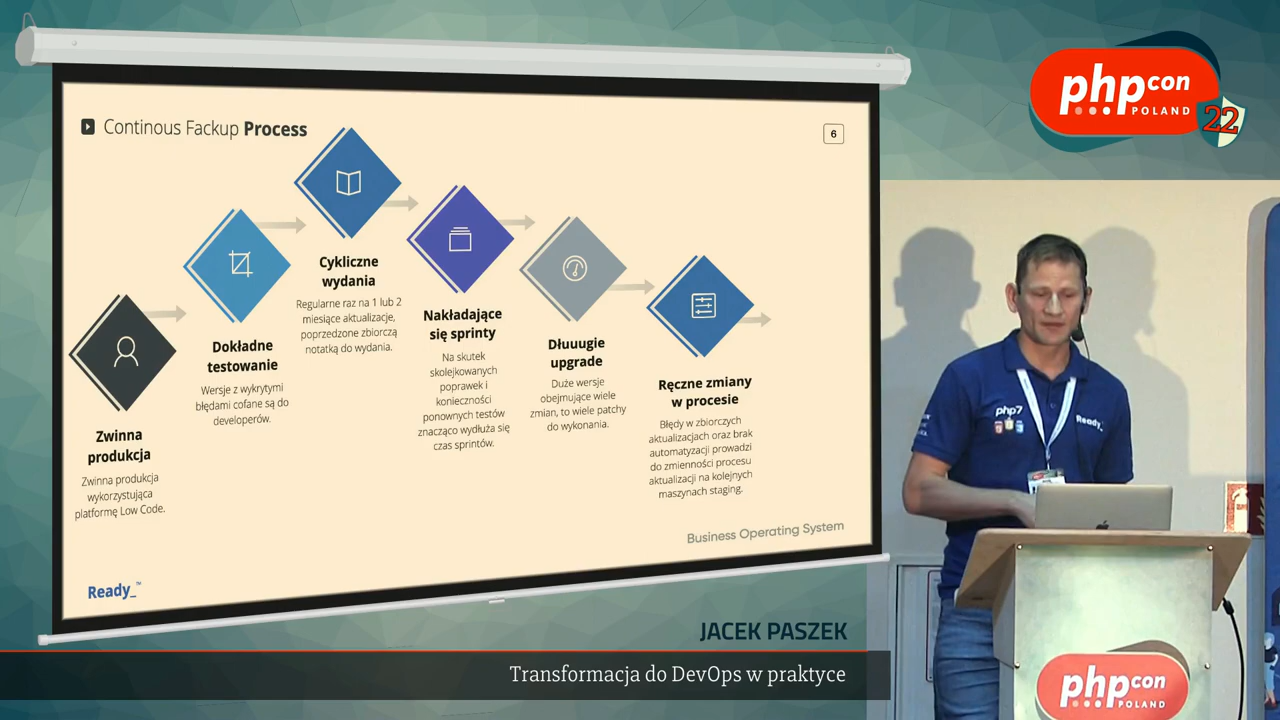 Continous Fackup Process
6
Zwinna
produkcja
Zwinna produkcja
wykorzystująca
platformę Low Code.
Dokładne
testowanie
Wersje z wykrytymi
błędami cofane są do
developerów.
Cykliczne
wydania
Regularne raz na 1 lub 2
miesiące aktualizacje,
poprzedzone zbiorczą
notatką do wydania.
Nakładające
się sprinty
Na skutek
skolejkowanych
poprawek i
konieczności
ponownych testów
znacząco wydłuża się
czas sprintów.
Dłuuugie
upgrade
Duże wersje
obejmujące wiele
zmian, to wiele patchy
do wykonania.
Ręczne zmiany
w procesie
Błędy w zbiorczych
aktualizacjach oraz brak
automatyzacji prowadzi
do zmienności procesu
aktualizacji na kolejnych
maszynach staging.
Business Operating System
Ready_™
phpcon
POLAND
22
php7
Ready_
JACEK PASZEK
Transformacja do DevOps w praktyce
phpcon
POLAND